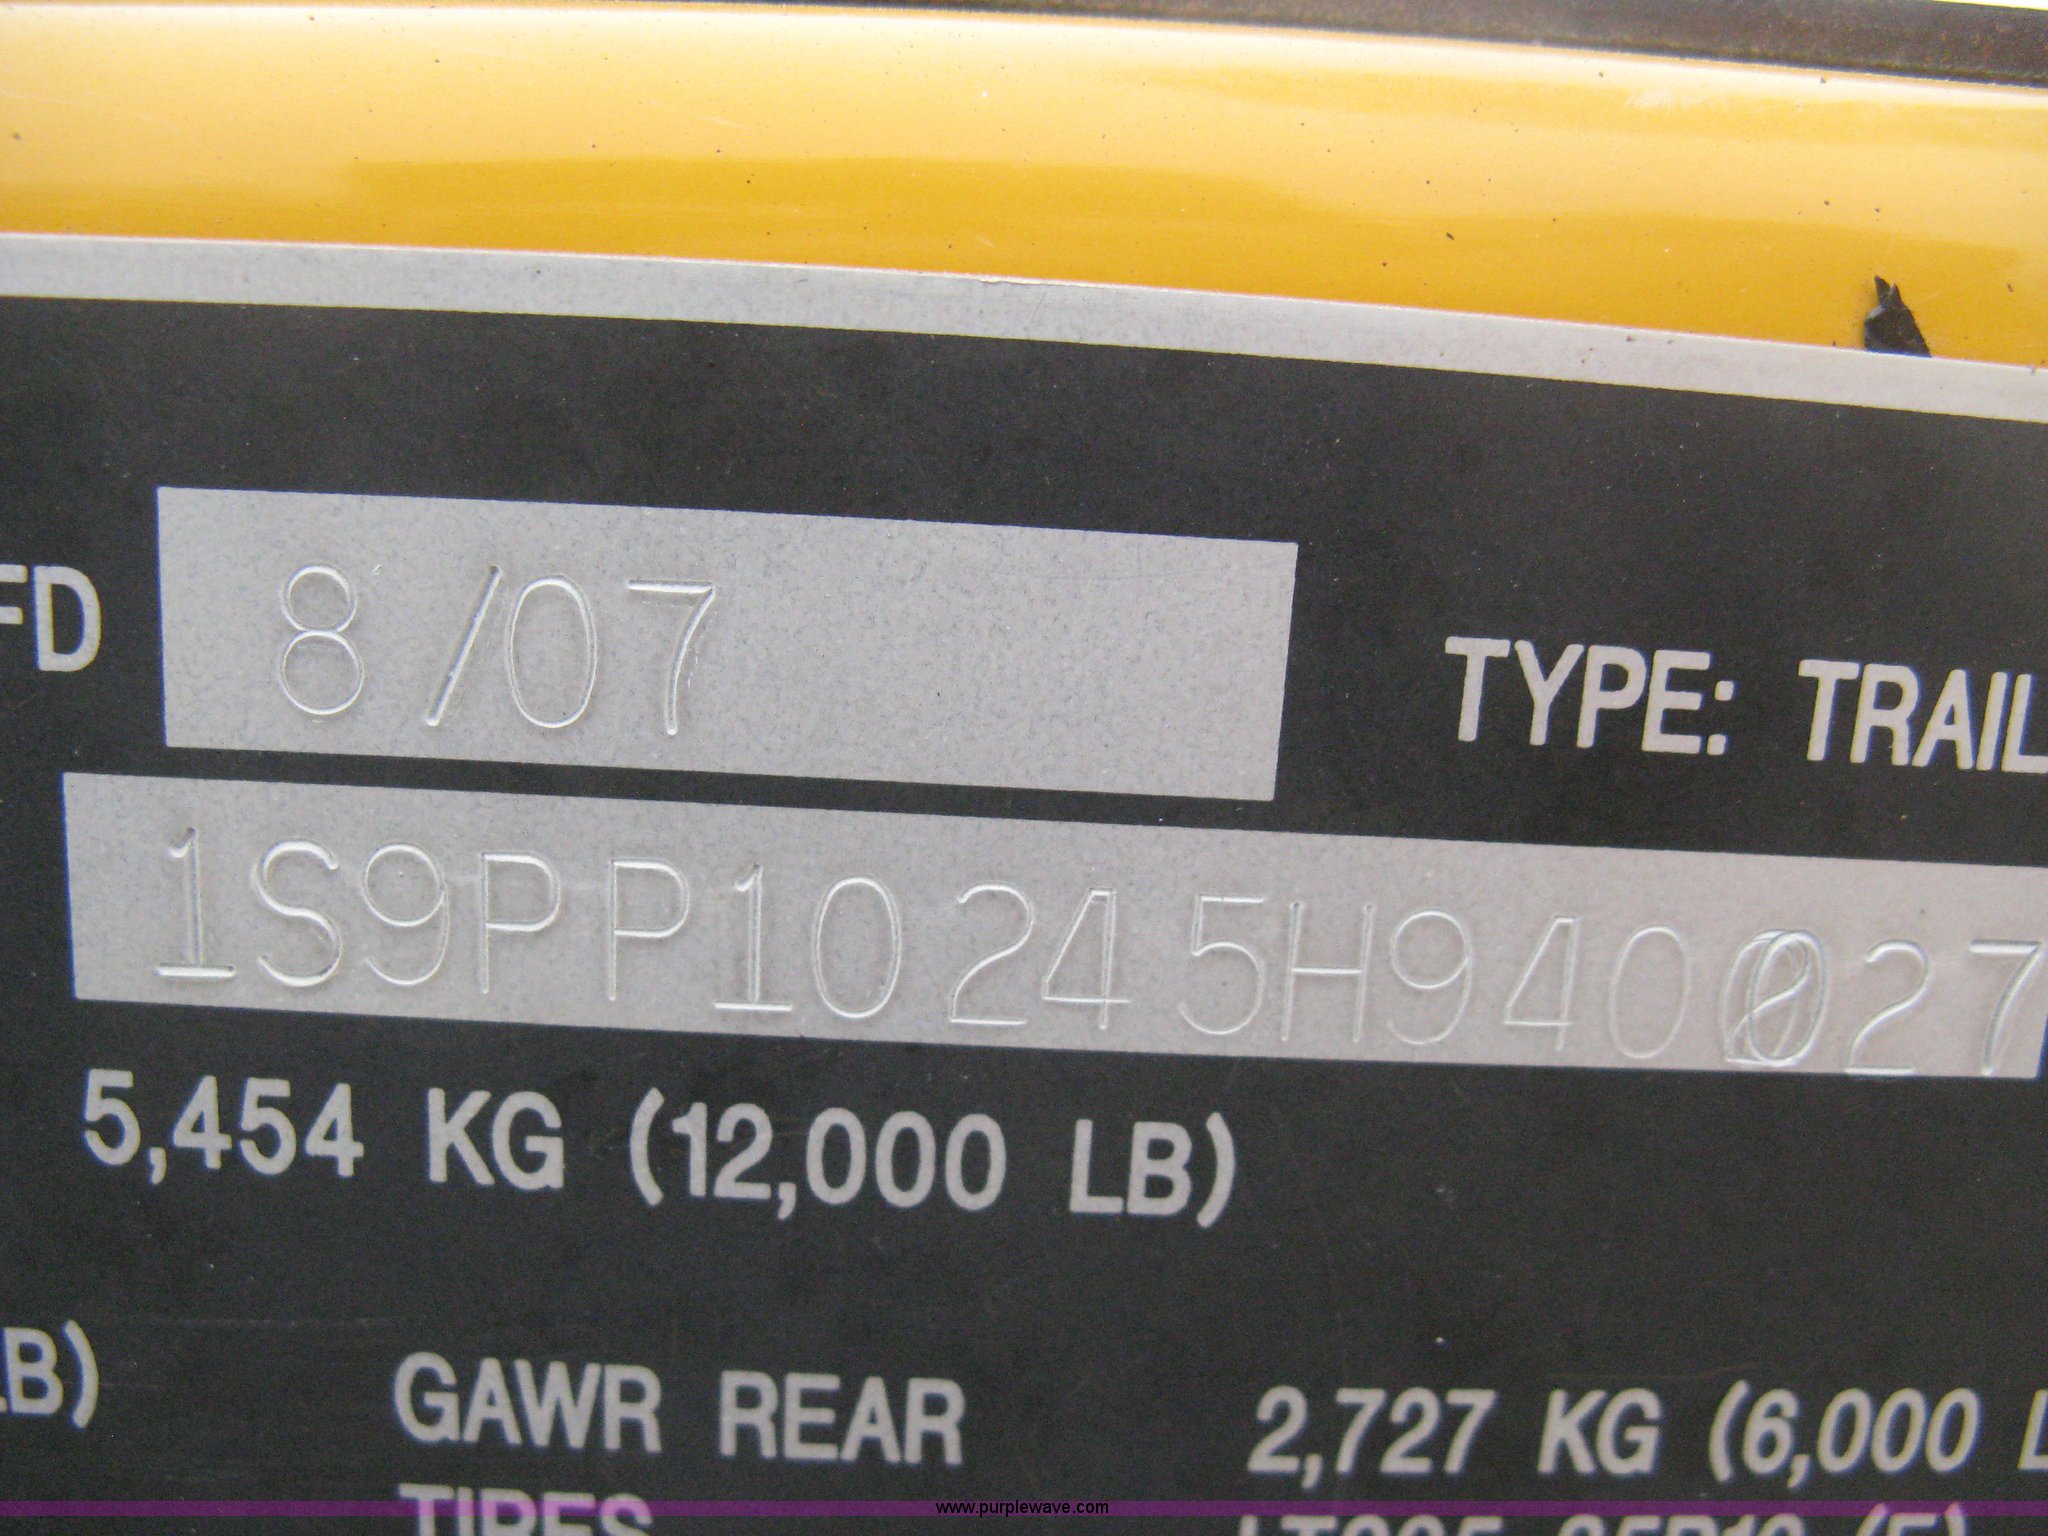 FD 8/07 TYPE: TRAIL
1S9PP10245H940027
5,454 KG (12,000 LB)
LB) GAWR REAR 2,727 KG (6,000 L
TIRES
www.purplewave.com